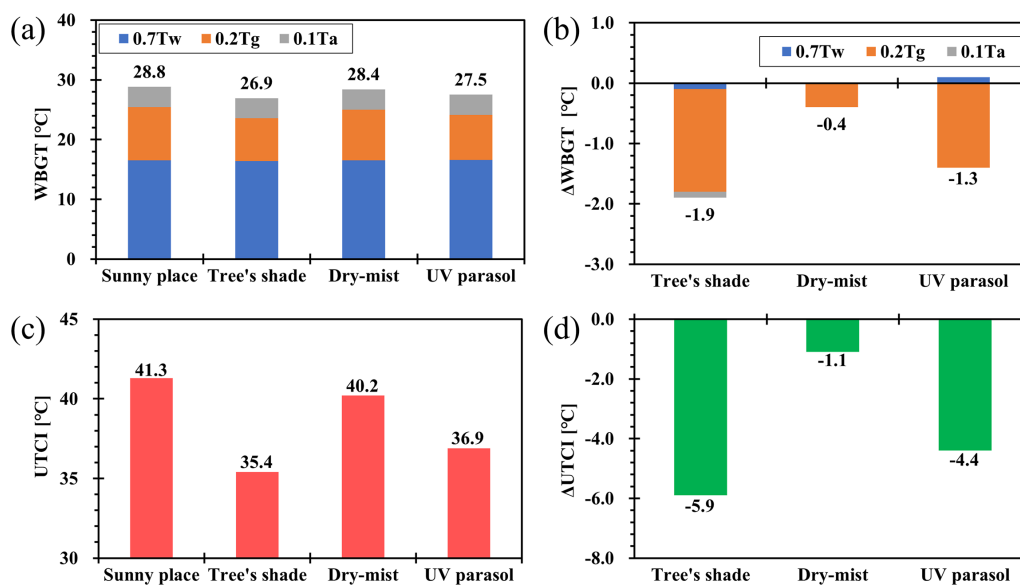 (a)
0.7Tw 0.2Tg 0.1Ta
WBGT [°C]
40
30
20
10
0
28.8 26.9 28.4 27.5
Sunny place Tree's shade Dry-mist UV parasol
(b)
0.7Tw 0.2Tg 0.1Ta
ΔWBGT [°C]
-1.0
0.0
-1.0
-2.0
-3.0
-1.9 -0.4 -1.3
Tree's shade Dry-mist UV parasol
(c)
UTCI [°C]
45
40
35
30
41.3 35.4 40.2 36.9
Sunny place Tree's shade Dry-mist UV parasol
(d)
ΔUTCI [°C]
0.0
-2.0
-4.0
-6.0
-8.0
-5.9 -1.1 -4.4
Tree's shade Dry-mist UV parasol